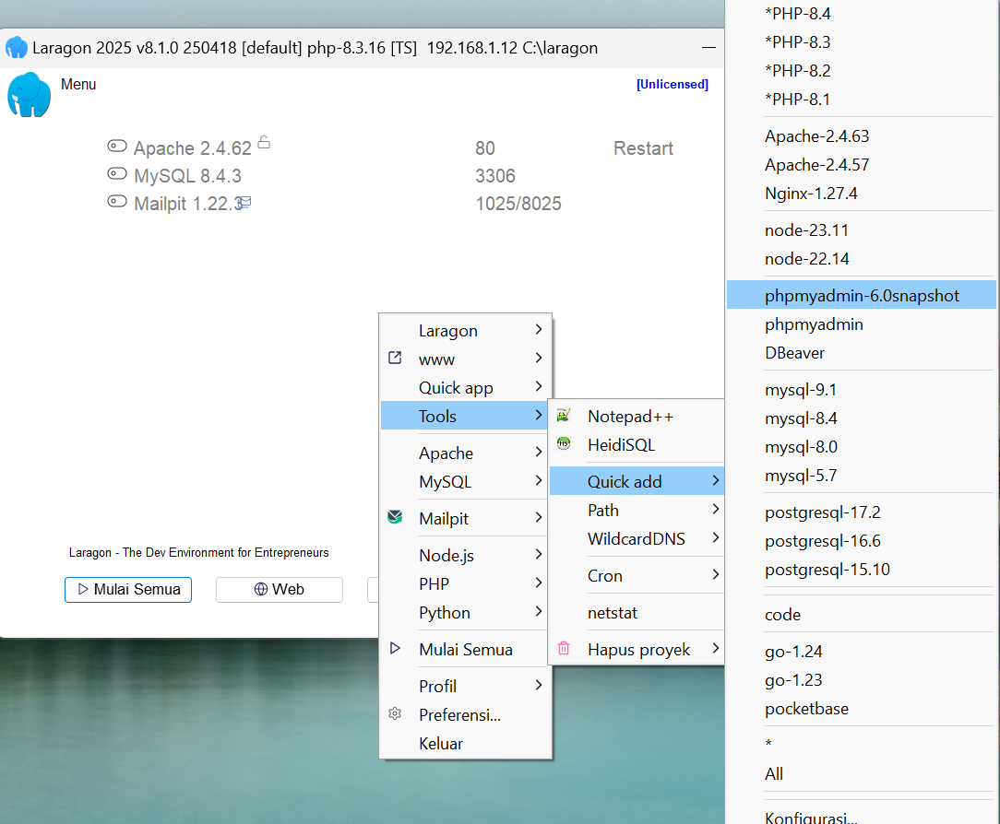 Laragon 2025 v8.1.0 250418 [default] php-8.3.16 [TS]  192.168.1.12 C:\laragon
Menu
[Unlicensed]
Apache 2.4.62 80 Restart
MySQL 8.4.3 3306
Mailpit 1.22.3 1025/8025
Laragon - The Dev Environment for Entrepreneurs
Mulai Semua
Web
Laragon
www
Quick app
Tools
Apache
MySQL
Mailpit
Node.js
PHP
Python
Mulai Semua
Profil
Preferensi...
Keluar
Notepad++
HeidiSQL
Quick add
Path
WildcardDNS
Cron
netstat
Hapus proyek
*PHP-8.4
*PHP-8.3
*PHP-8.2
*PHP-8.1
Apache-2.4.63
Apache-2.4.57
Nginx-1.27.4
node-23.11
node-22.14
phpmyadmin-6.0snapshot
phpmyadmin
DBeaver
mysql-9.1
mysql-8.4
mysql-8.0
mysql-5.7
postgresql-17.2
postgresql-16.6
postgresql-15.10
code
go-1.24
go-1.23
pocketbase
*
All
Konfigurasi...